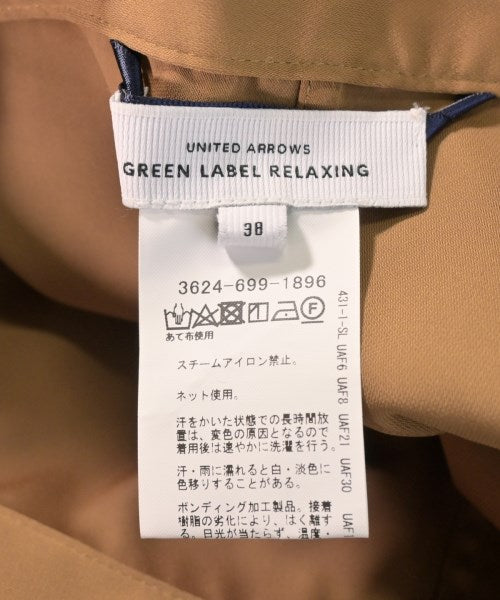 UNITED ARROWS
GREEN LABEL RELAXING
38
3624-699-1896
あて布使用
スチームアイロン禁止。
ネット使用。
汗をかいた状態での長時間放
置は、変色の原因となるので
着用後は速やかに洗濯を行う。
汗・雨に濡れると白・淡色に
色移りすることがある。
ボンディング加工製品。接着
樹脂の劣化により、はく離す
る。日光が当たらず、温度・
431-1-SL UAF6 UAF8 UAF21 UAF30 UAF1